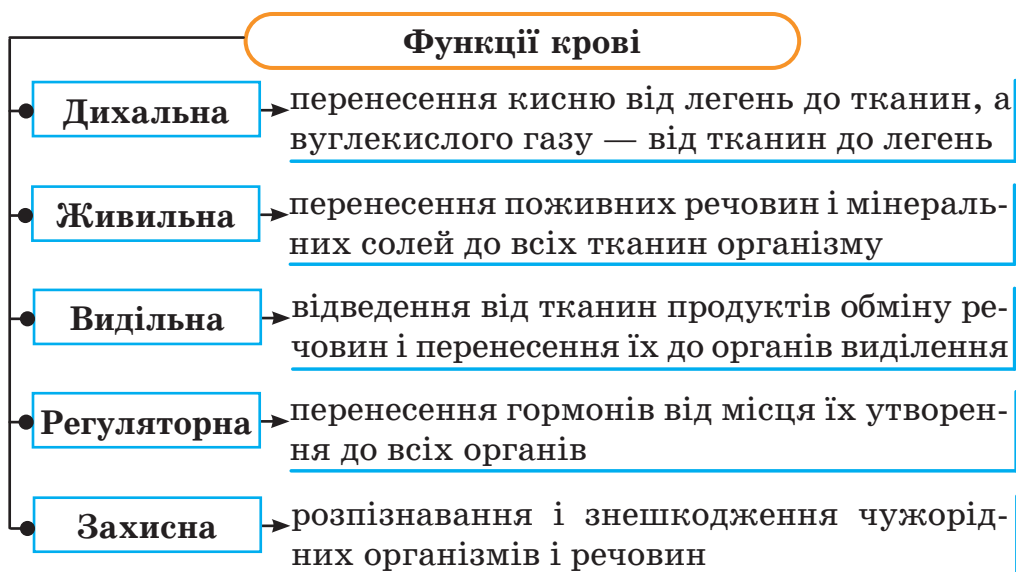 Функції крові
Дихальна
перенесення кисню від легень до тканин, а
вуглекислого газу — від тканин до легень
Живильна
перенесення поживних речовин і мінераль-
них солей до всіх тканин організму
Видільна
відведення від тканин продуктів обміну ре-
човин і перенесення їх до органів виділення
Регуляторна
перенесення гормонів від місця їх утворен-
ня до всіх органів
Захисна
розпізнавання і знешкодження чужорід-
них організмів і речовин